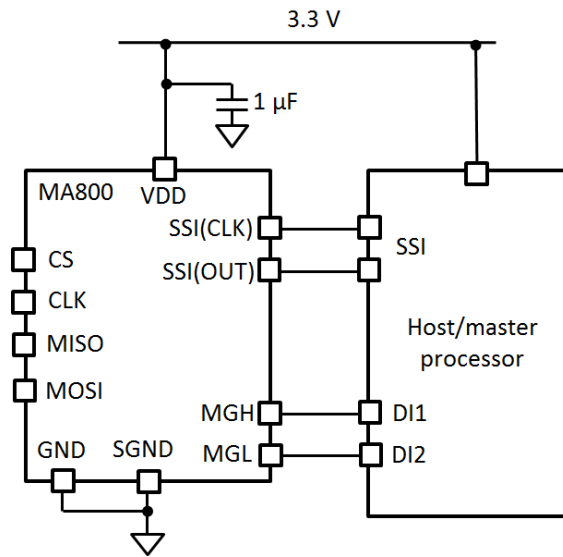 3.3 V
1 µF
MA800
VDD
SSI(CLK)
SSI
SSI(OUT)
CS
CLK
MISO
MOSI
Host/master
processor
MGH
DI1
MGL
DI2
GND
SGND